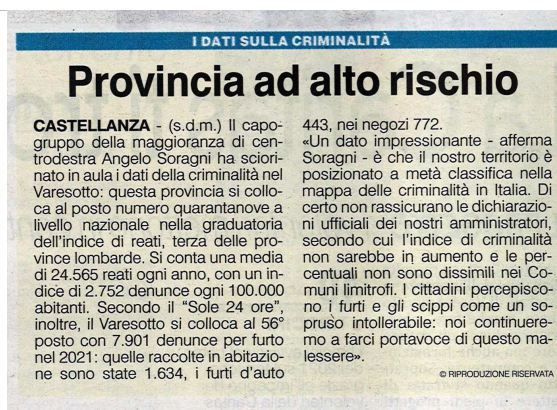 I DATI SULLA CRIMINALITÀ
Provincia ad alto rischio
CASTELLANZA - (s.d.m.) Il capo-
gruppo della maggioranza di cen-
trodestra Angelo Soragni ha sciori-
nato in aula i dati della criminalità nel
Varesotto: questa provincia si collo-
ca al posto numero quarantanove a
livello nazionale nella graduatoria
dell'indice di reati, terza delle pro-
vince lombarde. Si conta una media
di 24.565 reati ogni anno, con un in-
dice di 2.752 denunce ogni 100.000
abitanti. Secondo il "Sole 24 ore",
inoltre, il Varesotto si colloca al 56°
posto con 7.901 denunce per furto
nel 2021: quelle raccolte in abitazio-
ne sono state 1.634, i furti d'auto
443, nei negozi 772.
«Un dato impressionante - afferma
Soragni - è che il nostro territorio è
posizionato a metà classifica nella
mappa delle criminalità in Italia. Di
certo non rassicurano le dichiarazio-
ni ufficiali dei nostri amministratori,
secondo cui l'indice di criminalità
non sarebbe in aumento e le per-
centuali non sono dissimili nei Co-
muni limitrofi. I cittadini percepisco-
no i furti e gli scippi come un so-
pruso intollerabile: noi continuere-
mo a farci portavoce di questo ma-
lessere».
© RIPRODUZIONE RISERVATA